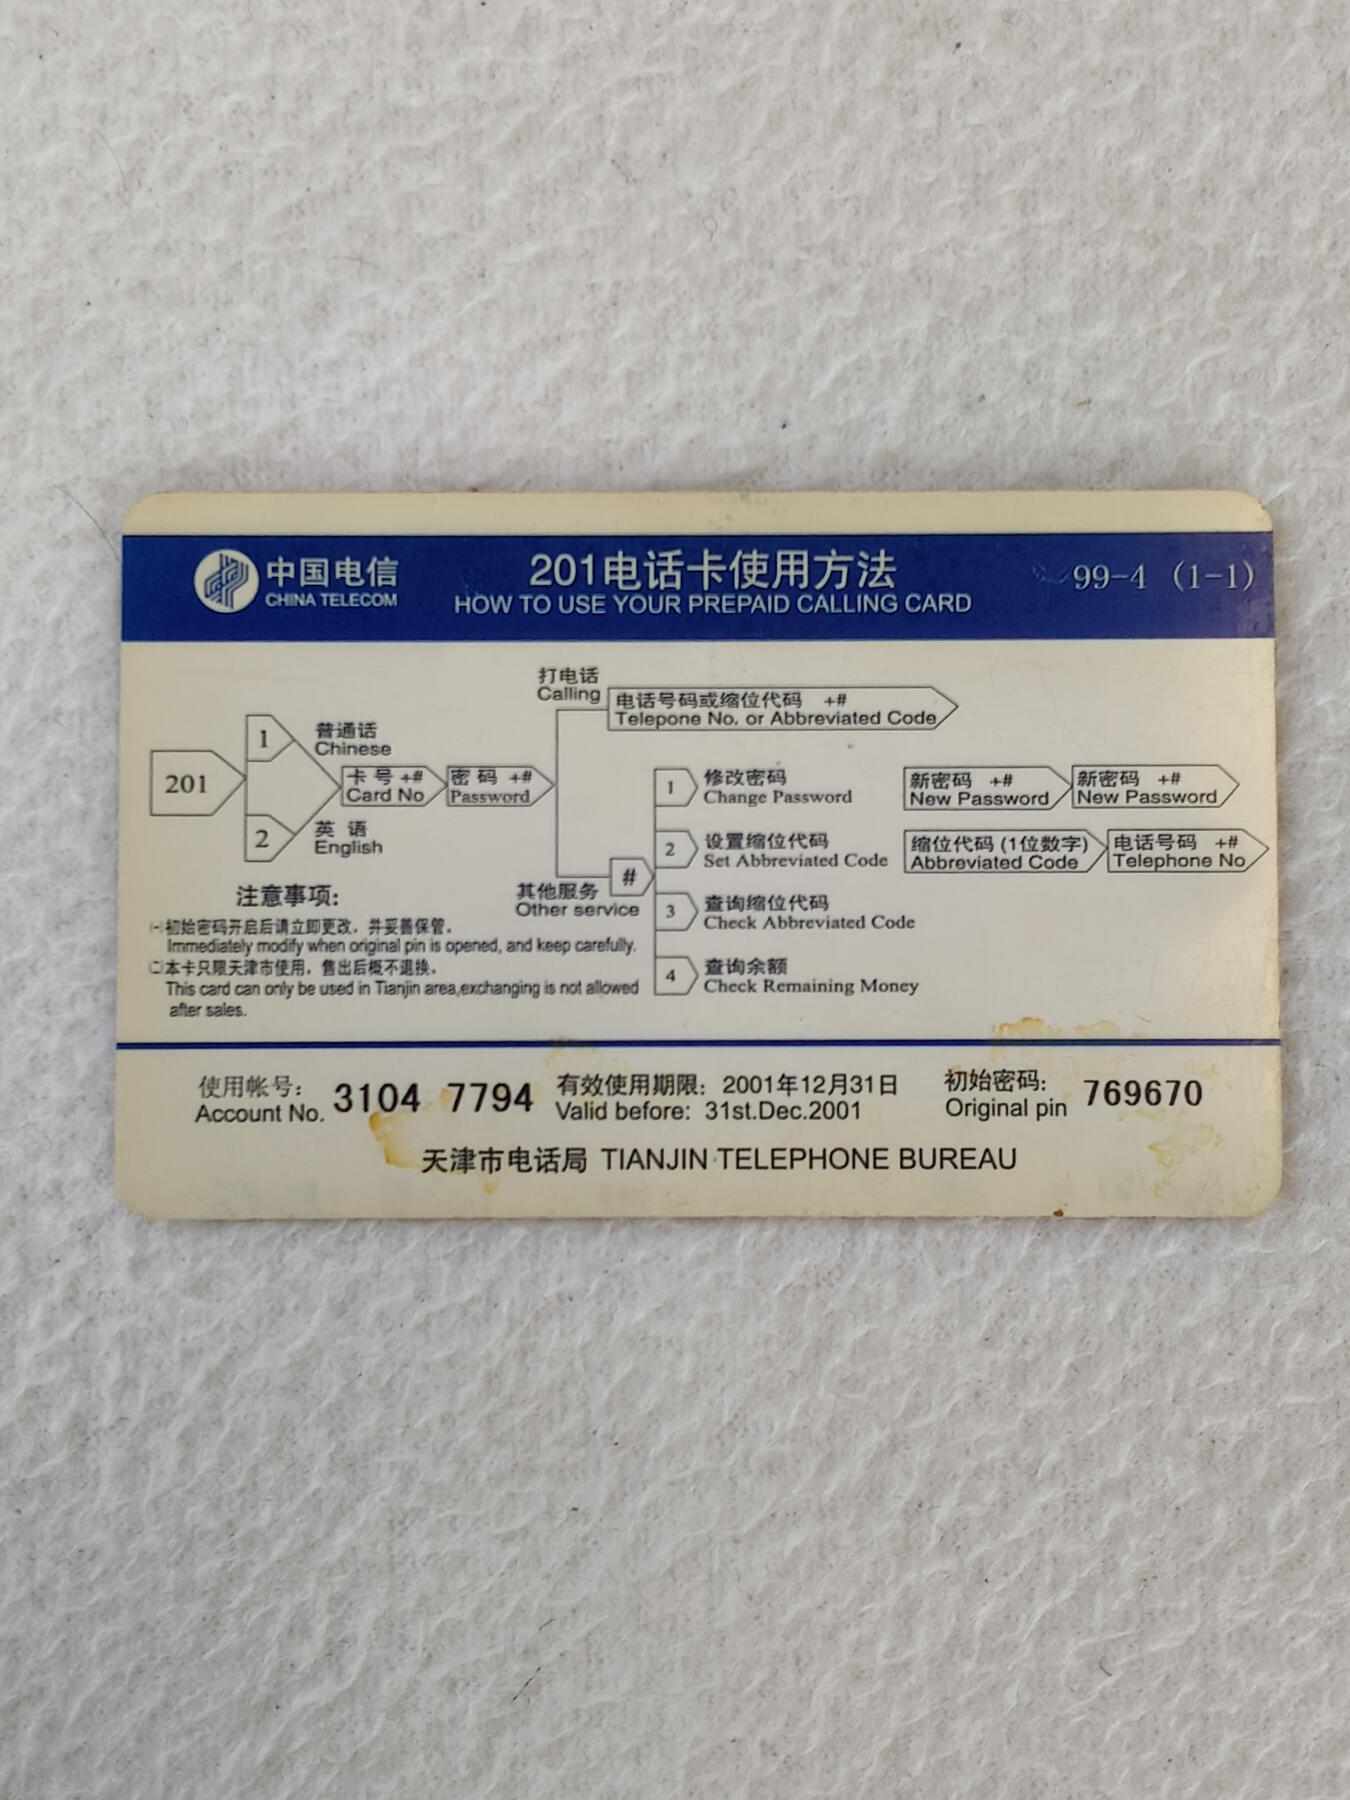 中国电信
CHINA TELECOM
201电话卡使用方法
HOW TO USE YOUR PREPAID CALLING CARD
99-4 (1-1)
201
1
普通话
Chinese
2
英语
English
卡号 +#
Card No
密码 +#
Password
打电话
Calling
电话号码或缩位代码 +#
Telepone No. or Abbreviated Code
其他服务
Other service
#
1
修改密码
Change Password
新密码 +#
New Password
新密码 +#
New Password
2
设置缩位代码
Set Abbreviated Code
缩位代码 (1位数字)
Abbreviated Code
电话号码 +#
Telephone No
3
查询缩位代码
Check Abbreviated Code
4
查询余额
Check Remaining Money
注意事项:
㈠初始密码开启后请立即更改，并妥善保管。
Immediately modify when original pin is opened, and keep carefully.
㈡本卡只限天津市使用，售出后概不退换。
This card can only be used in Tianjin area,exchanging is not allowed
after sales.
使用帐号: 3104 7794
Account No.
有效使用期限: 2001年12月31日
Valid before: 31st.Dec.2001
初始密码: 769670
Original pin
天津市电话局 TIANJIN TELEPHONE BUREAU